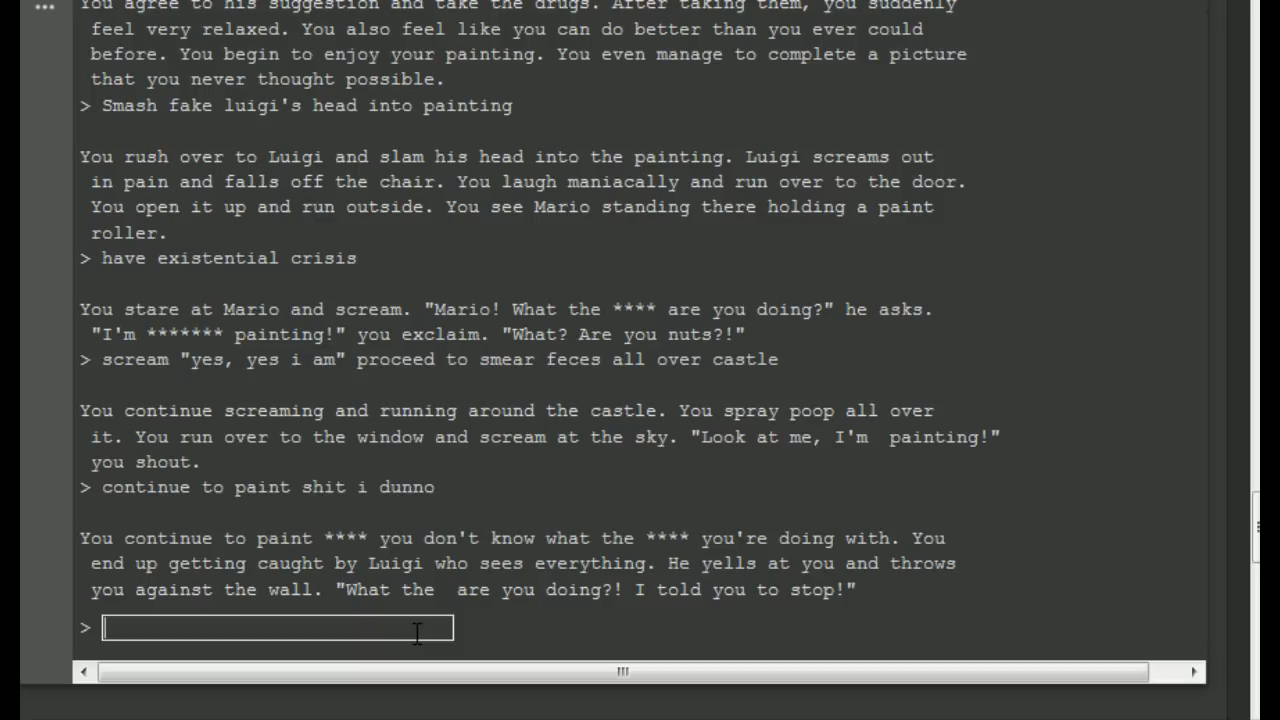 You agree to his suggestion and take the drugs. After taking them, you suddenly
feel very relaxed. You also feel like you can do better than you ever could
before. You begin to enjoy your painting. You even manage to complete a picture
that you never thought possible.
> Smash fake luigi's head into painting
You rush over to Luigi and slam his head into the painting. Luigi screams out
in pain and falls off the chair. You laugh maniacally and run over to the door.
You open it up and run outside. You see Mario standing there holding a paint
roller.
> have existential crisis
You stare at Mario and scream. "Mario! What the **** are you doing?" he asks.
"I'm ******* painting!" you exclaim. "What? Are you nuts?!"
> scream "yes, yes i am" proceed to smear feces all over castle
You continue screaming and running around the castle. You spray poop all over
it. You run over to the window and scream at the sky. "Look at me, I'm  painting!"
you shout.
> continue to paint shit i dunno
You continue to paint **** you don't know what the **** you're doing with. You
end up getting caught by Luigi who sees everything. He yells at you and throws
you against the wall. "What the  are you doing?! I told you to stop!"
>